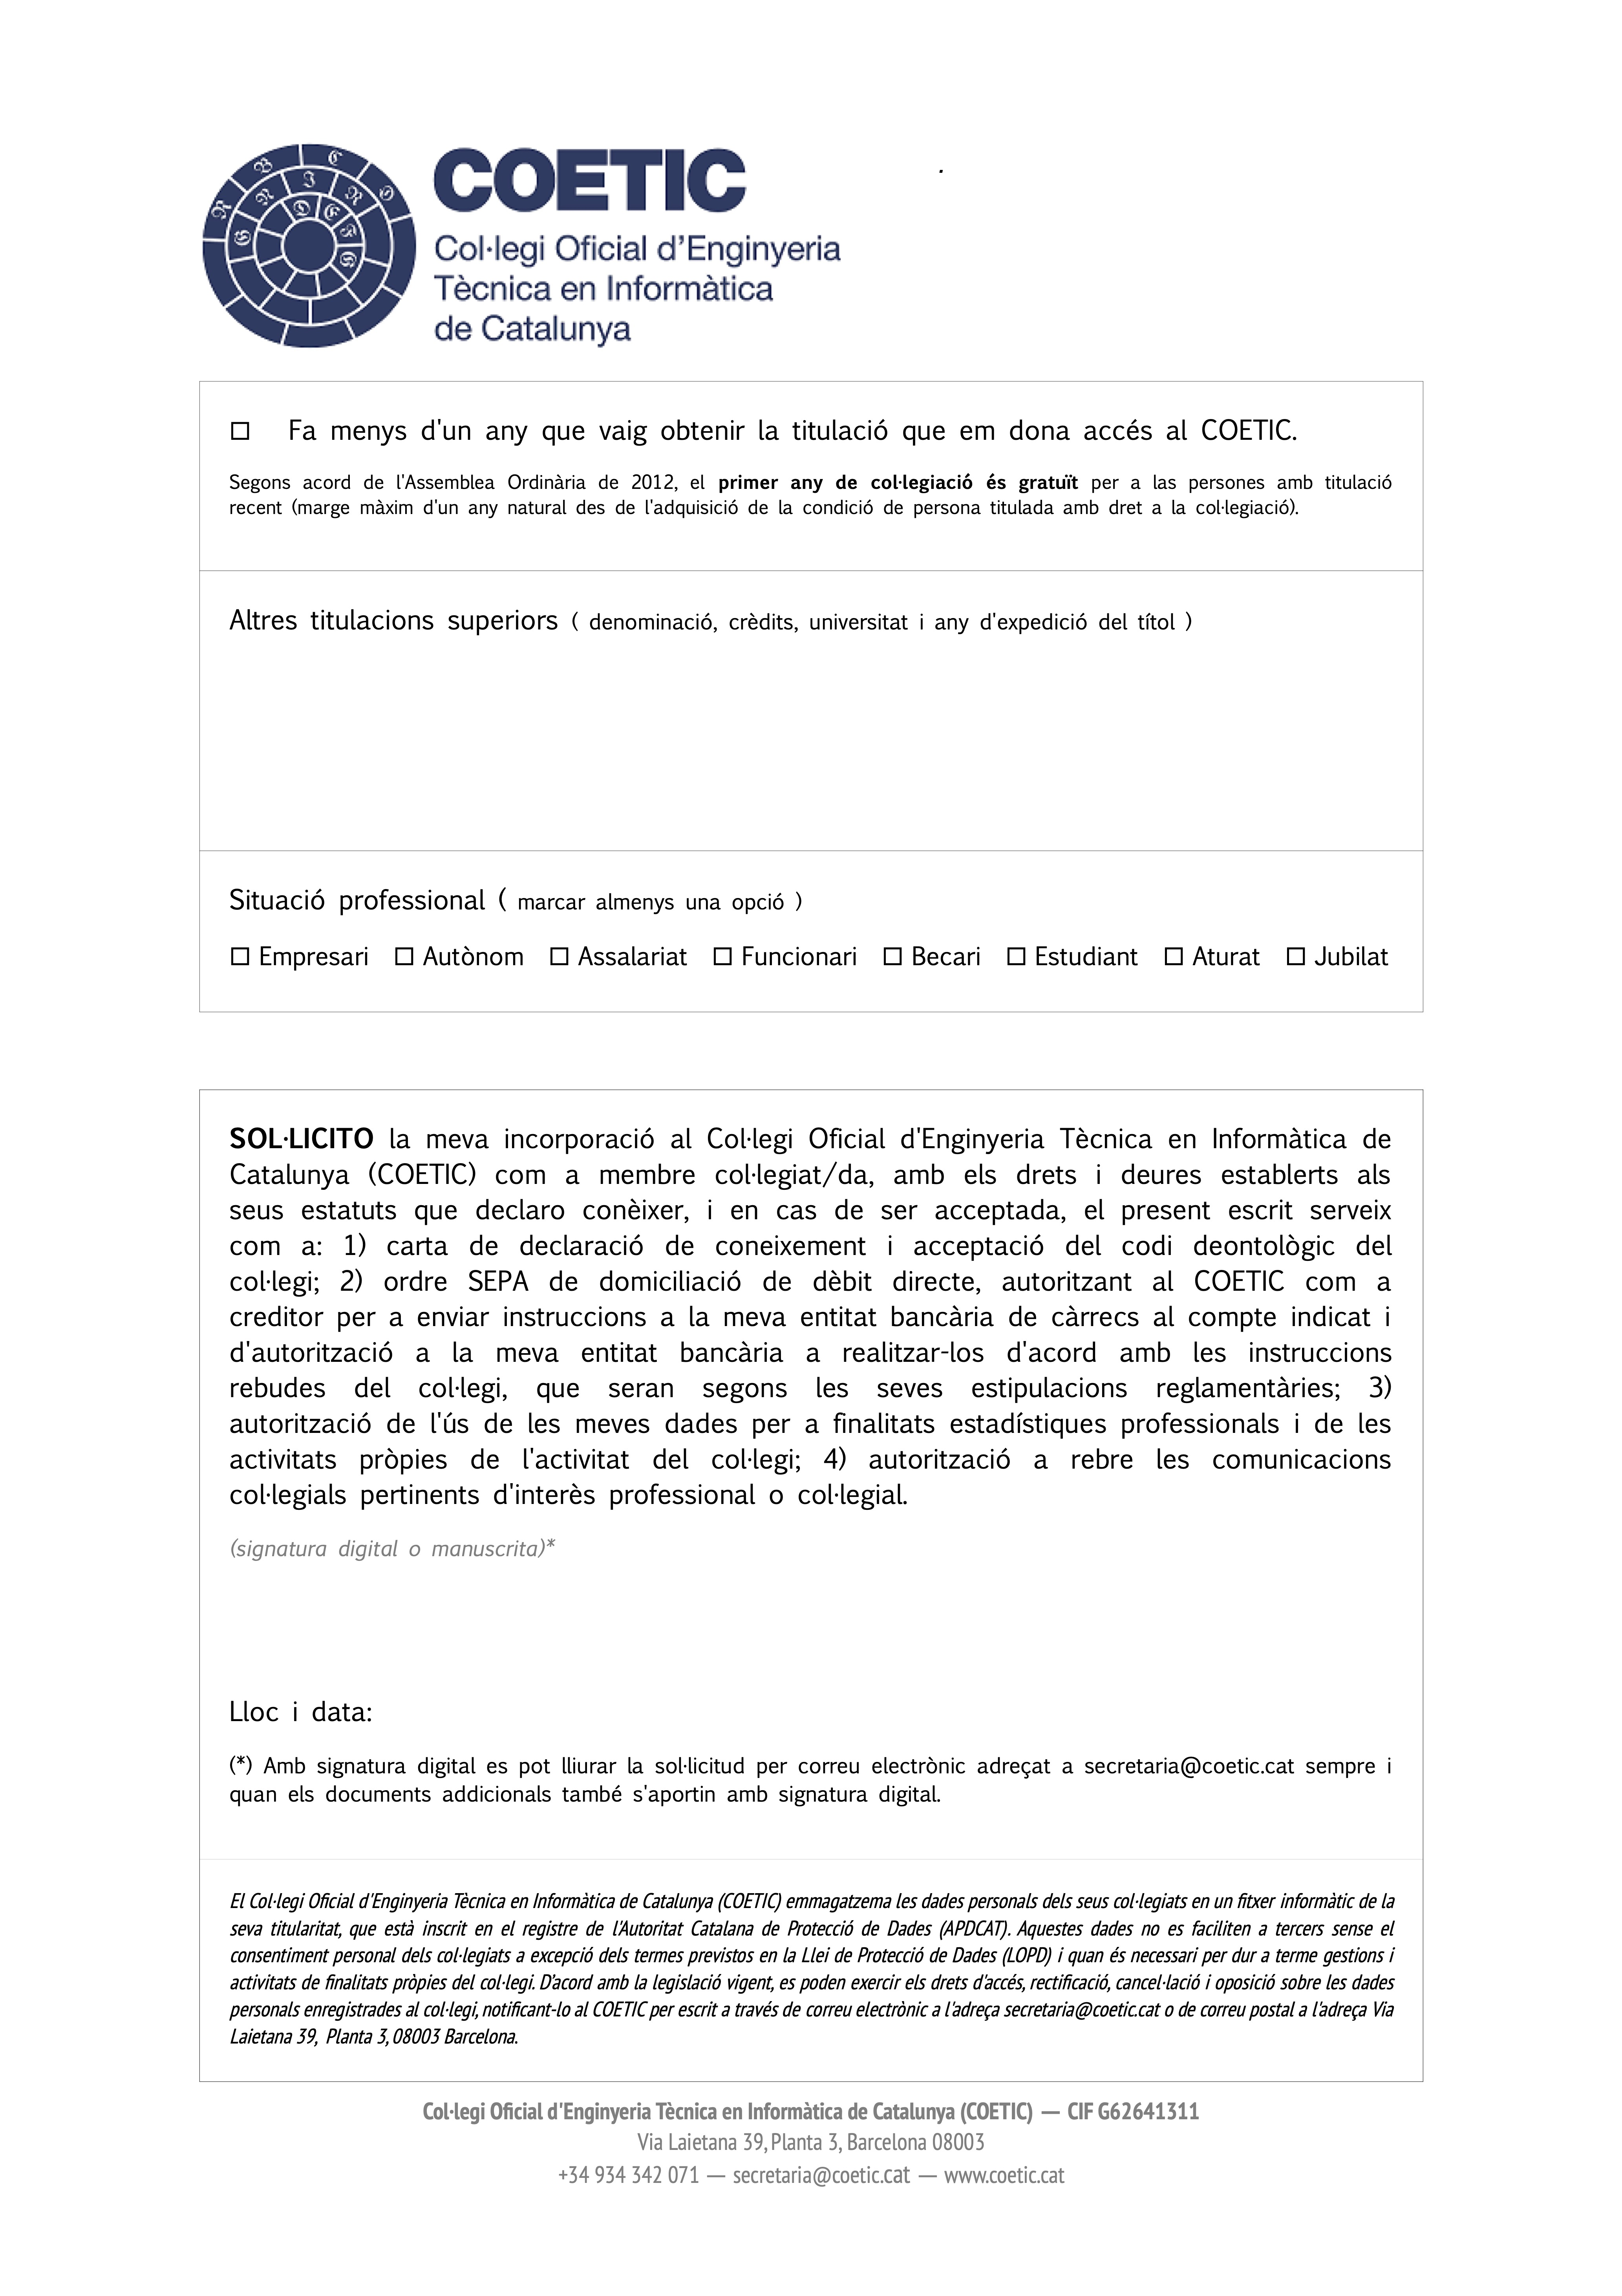 COETIC
Col·legi Oficial d’Enginyeria
Tècnica en Informàtica
de Catalunya
.
☐ Fa menys d'un any que vaig obtenir la titulació que em dona accés al COETIC.
Segons acord de l'Assemblea Ordinària de 2012, el primer any de col·legiació és gratuït per a las persones amb titulació
recent (marge màxim d'un any natural des de l'adquisició de la condició de persona titulada amb dret a la col·legiació).
Altres titulacions superiors ( denominació, crèdits, universitat i any d'expedició del títol )
Situació professional ( marcar almenys una opció )
☐ Empresari ☐ Autònom ☐ Assalariat ☐ Funcionari ☐ Becari ☐ Estudiant ☐ Aturat ☐ Jubilat
SOL·LICITO la meva incorporació al Col·legi Oficial d'Enginyeria Tècnica en Informàtica de
Catalunya (COETIC) com a membre col·legiat/da, amb els drets i deures establerts als
seus estatuts que declaro conèixer, i en cas de ser acceptada, el present escrit serveix
com a: 1) carta de declaració de coneixement i acceptació del codi deontològic del
col·legi; 2) ordre SEPA de domiciliació de dèbit directe, autoritzant al COETIC com a
creditor per a enviar instruccions a la meva entitat bancària de càrrecs al compte indicat i
d'autorització a la meva entitat bancària a realitzar-los d'acord amb les instruccions
rebudes del col·legi, que seran segons les seves estipulacions reglamentàries; 3)
autorització de l'ús de les meves dades per a finalitats estadístiques professionals i de les
activitats pròpies de l'activitat del col·legi; 4) autorització a rebre les comunicacions
col·legials pertinents d'interès professional o col·legial.
(signatura digital o manuscrita)*
Lloc i data:
(*) Amb signatura digital es pot lliurar la sol·licitud per correu electrònic adreçat a secretaria@coetic.cat sempre i
quan els documents addicionals també s'aportin amb signatura digital.
El Col·legi Oficial d'Enginyeria Tècnica en Informàtica de Catalunya (COETIC) emmagatzema les dades personals dels seus col·legiats en un fitxer informàtic de la
seva titularitat, que està inscrit en el registre de l'Autoritat Catalana de Protecció de Dades (APDCAT). Aquestes dades no es faciliten a tercers sense el
consentiment personal dels col·legiats a excepció dels termes previstos en la Llei de Protecció de Dades (LOPD) i quan és necessari per dur a terme gestions i
activitats de finalitats pròpies del col·legi. D'acord amb la legislació vigent, es poden exercir els drets d'accés, rectificació, cancel·lació i oposició sobre les dades
personals enregistrades al col·legi, notificant-lo al COETIC per escrit a través de correu electrònic a l'adreça secretaria@coetic.cat o de correu postal a l'adreça Via
Laietana 39, Planta 3, 08003 Barcelona.
Col·legi Oficial d'Enginyeria Tècnica en Informàtica de Catalunya (COETIC) — CIF G62641311
Via Laietana 39, Planta 3, Barcelona 08003
+34 934 342 071 — secretaria@coetic.cat — www.coetic.cat